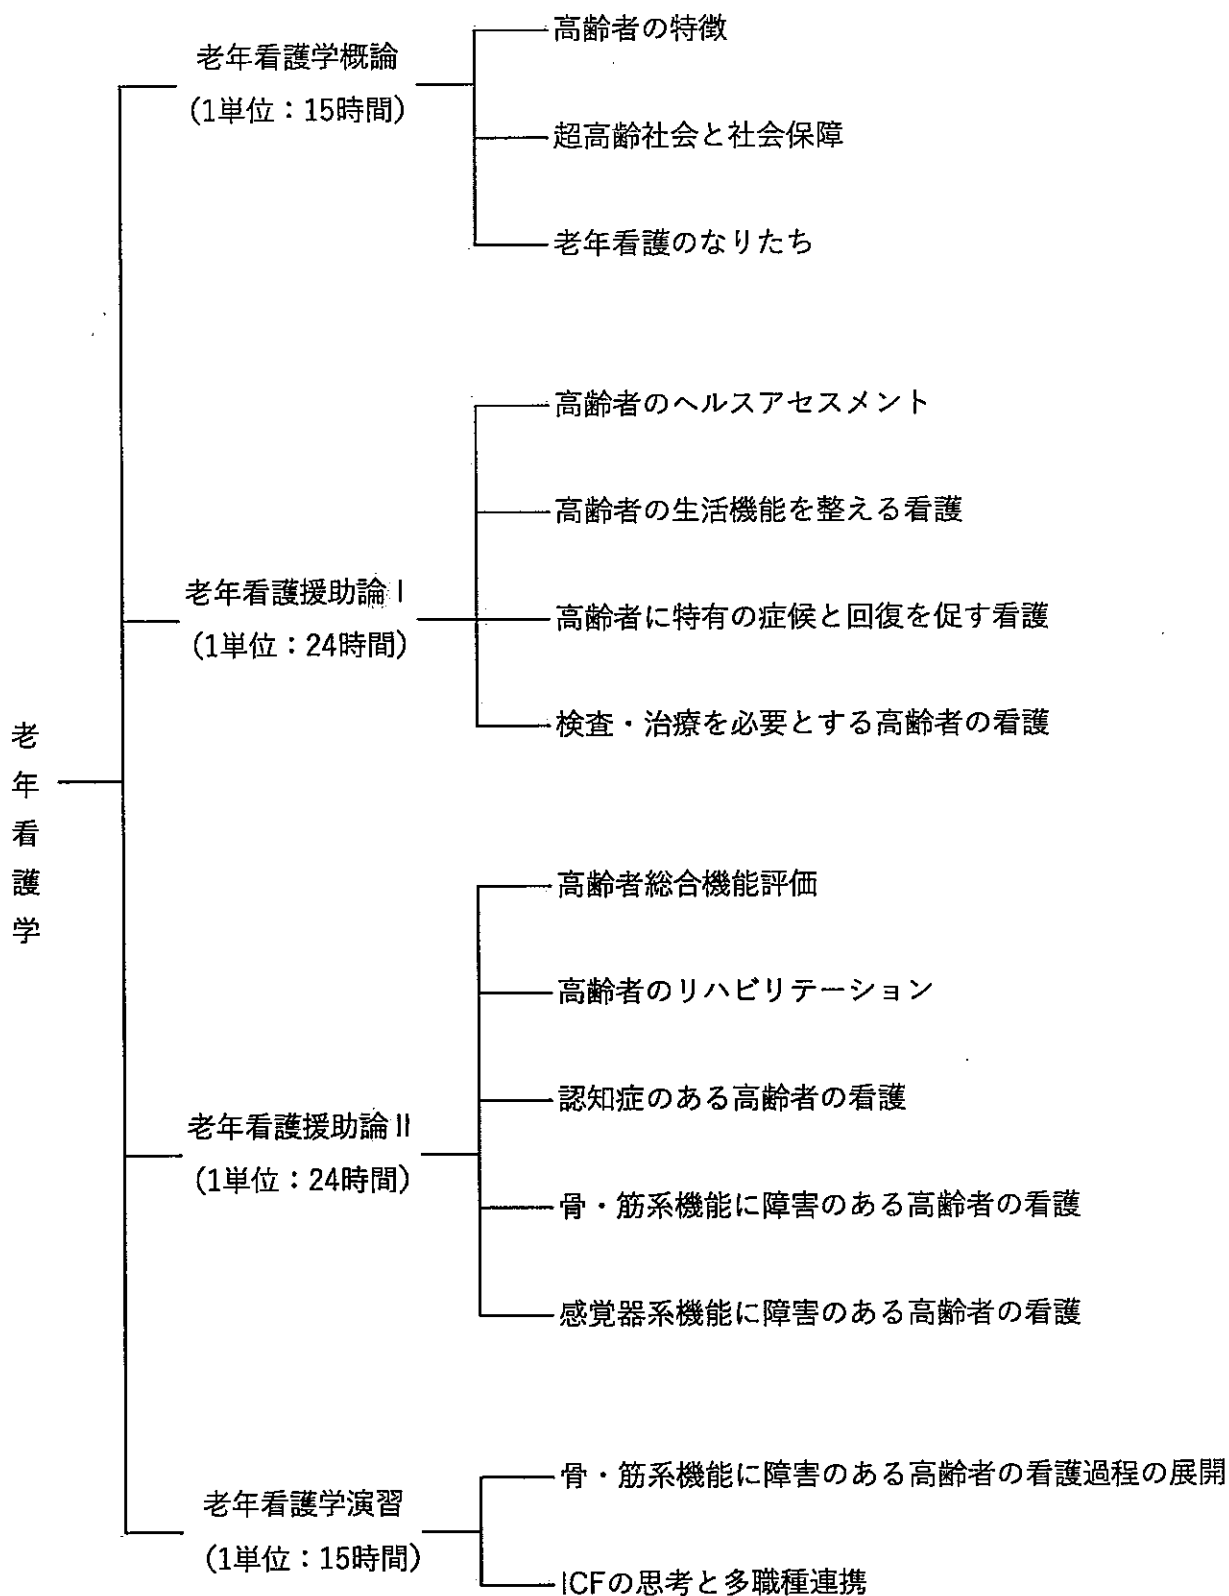 老年看護学
老年看護学概論
(1単位：15時間)
高齢者の特徴
超高齢社会と社会保障
老年看護のなりたち
老年看護援助論Ⅰ
(1単位：24時間)
高齢者のヘルスアセスメント
高齢者の生活機能を整える看護
高齢者に特有の症候と回復を促す看護
検査・治療を必要とする高齢者の看護
老年看護援助論Ⅱ
(1単位：24時間)
高齢者総合機能評価
高齢者のリハビリテーション
認知症のある高齢者の看護
骨・筋系機能に障害のある高齢者の看護
感覚器系機能に障害のある高齢者の看護
老年看護学演習
(1単位：15時間)
骨・筋系機能に障害のある高齢者の看護過程の展開
ICFの思考と多職種連携